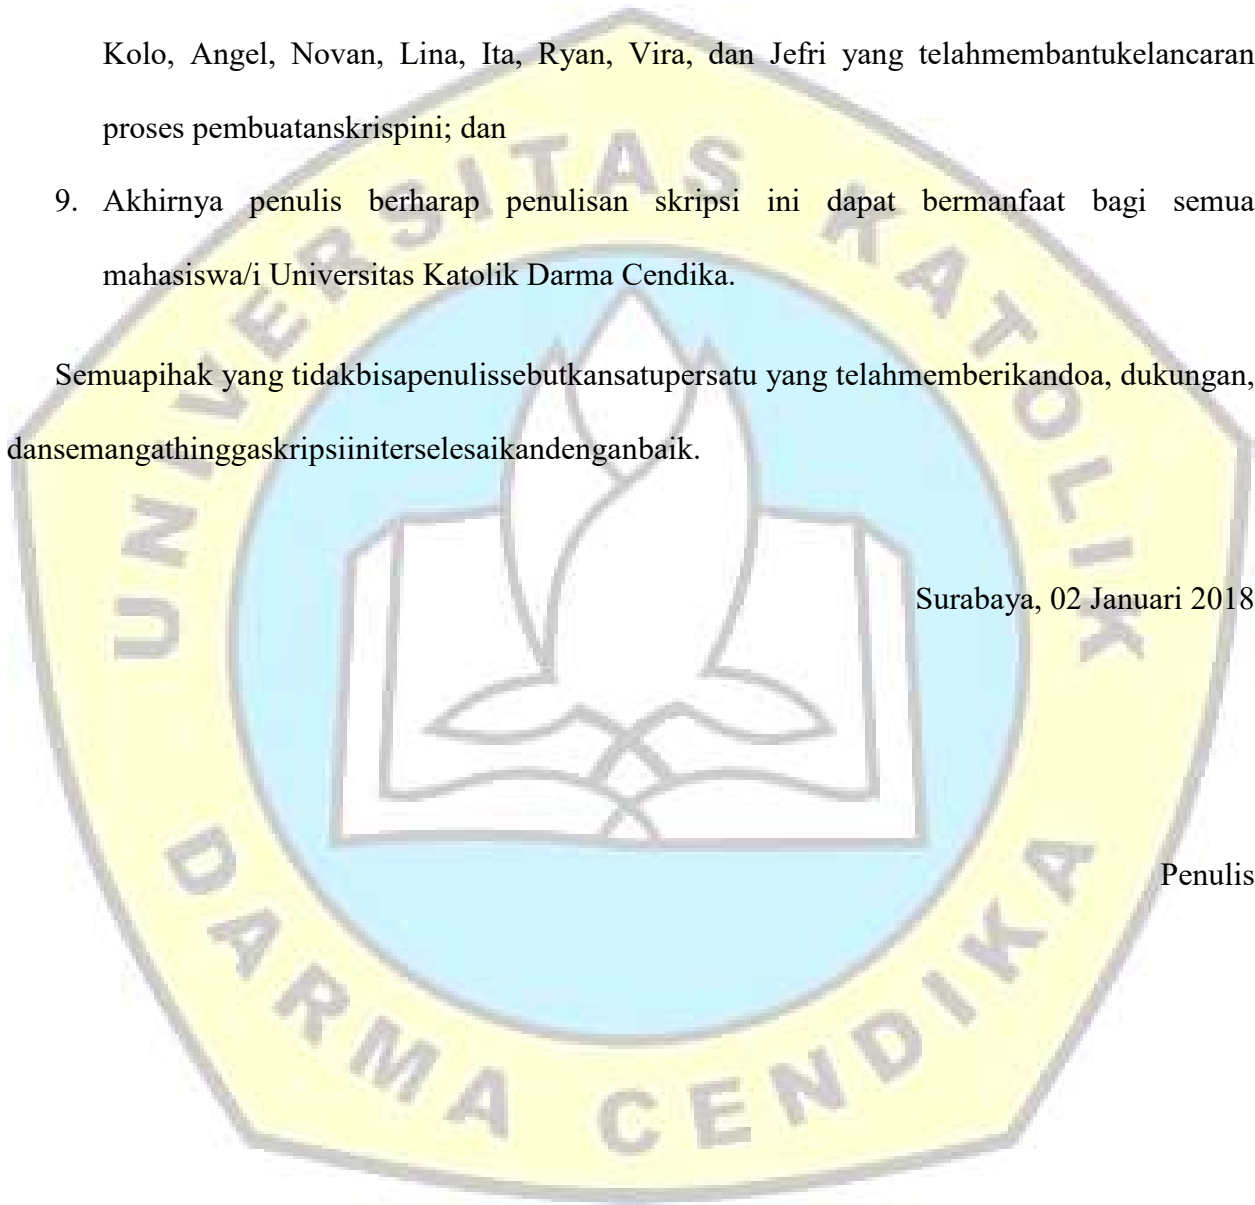 Kolo, Angel, Novan, Lina, Ita, Ryan, Vira, dan Jefri yang telahmembantukelancaran
proses pembuatanskrispini; dan
9. Akhirnya penulis berharap penulisan skripsi ini dapat bermanfaat bagi semua
mahasiswa/i Universitas Katolik Darma Cendika.
Semuapihak yang tidakbisapenulissebutkansatupersatu yang telahmemberikandoa, dukungan,
dansemangathinggaskripsiiniterselesaikandenganbaik.
Surabaya, 02 Januari 2018
Penulis
UNIVERSITAS KATOLIK
DARMA CENDIKA